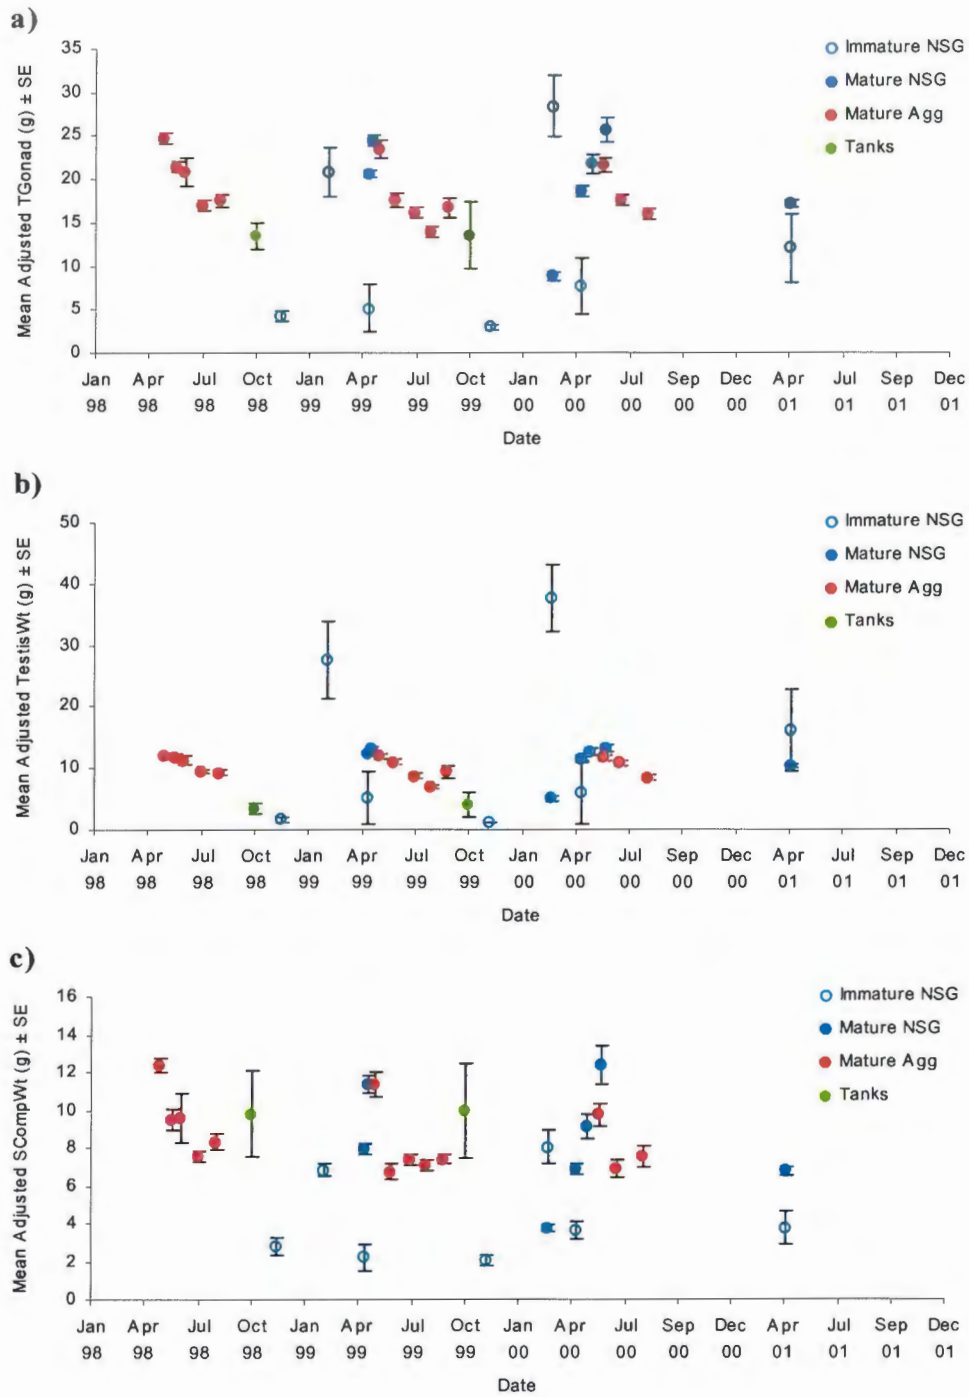 a)
Mean Adjusted TGonad (g) ± SE
35
30
25
20
15
10
5
0
Jan Apr Jul Oct Jan Apr Jul Oct Jan Apr Jul Sep Dec Apr Sep Dec
98 98 98 98 99 99 99 99 00 00 00 00 00 01 01 01
Date
Immature NSG
Mature NSG
Mature Agg
Tanks
b)
Mean Adjusted TestisWt (g) ± SE
50
40
30
20
10
0
Jan Apr Jul Oct Jan Apr Jul Oct Jan Apr Jul Sep Dec Apr Sep Dec
98 98 98 98 99 99 99 99 00 00 00 00 00 01 01 01
Date
Immature NSG
Mature NSG
Mature Agg
Tanks
c)
Mean Adjusted SCompWt (g) ± SE
16
14
12
10
8
6
4
2
0
Jan Apr Jul Oct Jan Apr Jul Oct Jan Apr Jul Sep Dec Apr Sep Dec
98 98 98 98 99 99 99 99 00 00 00 00 00 01 01 01
Date
Immature NSG
Mature NSG
Mature Agg
Tanks